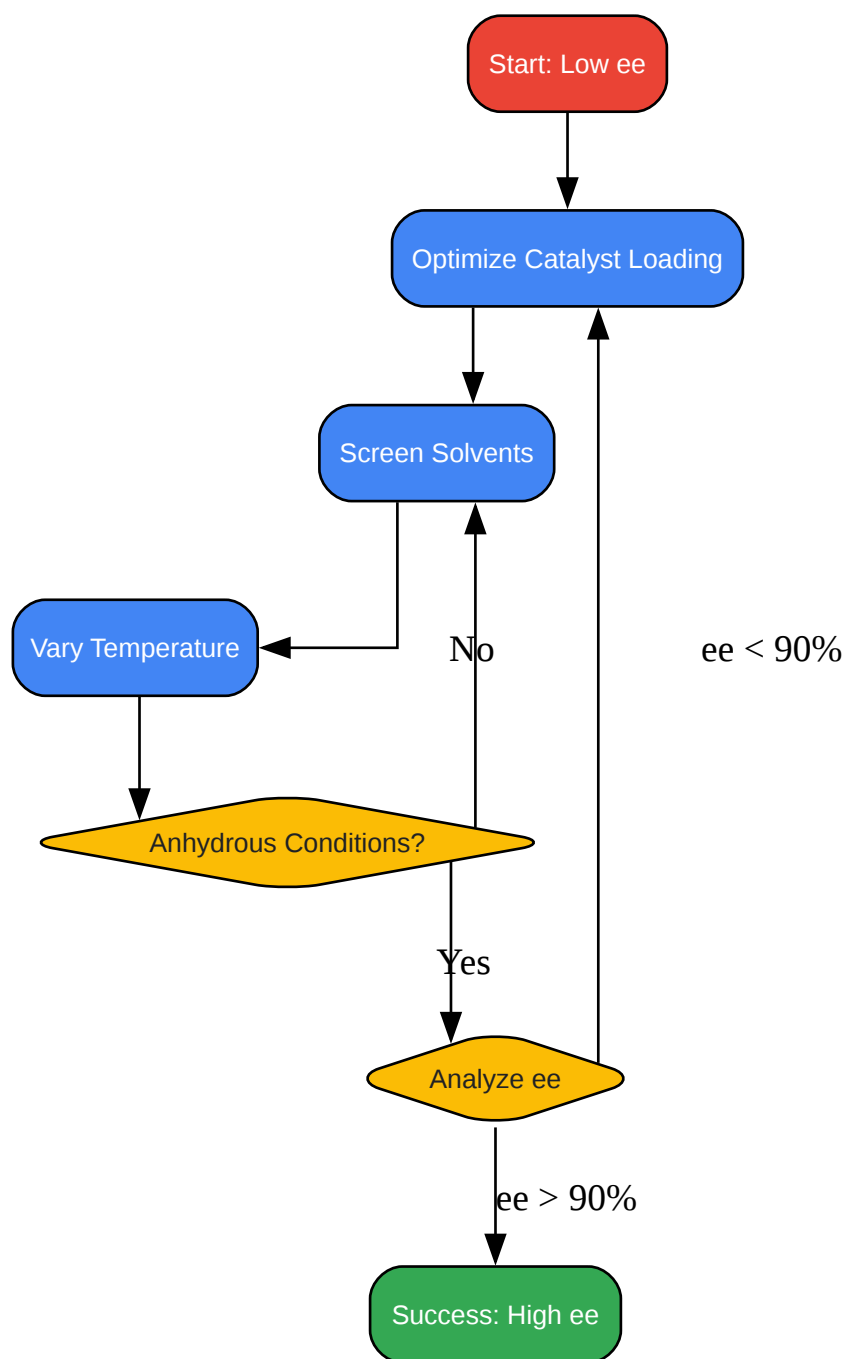 Start: Low ee
Optimize Catalyst Loading
Screen Solvents
Vary Temperature
No
ee < 90%
Anhydrous Conditions?
Yes
Analyze ee
ee > 90%
Success: High ee